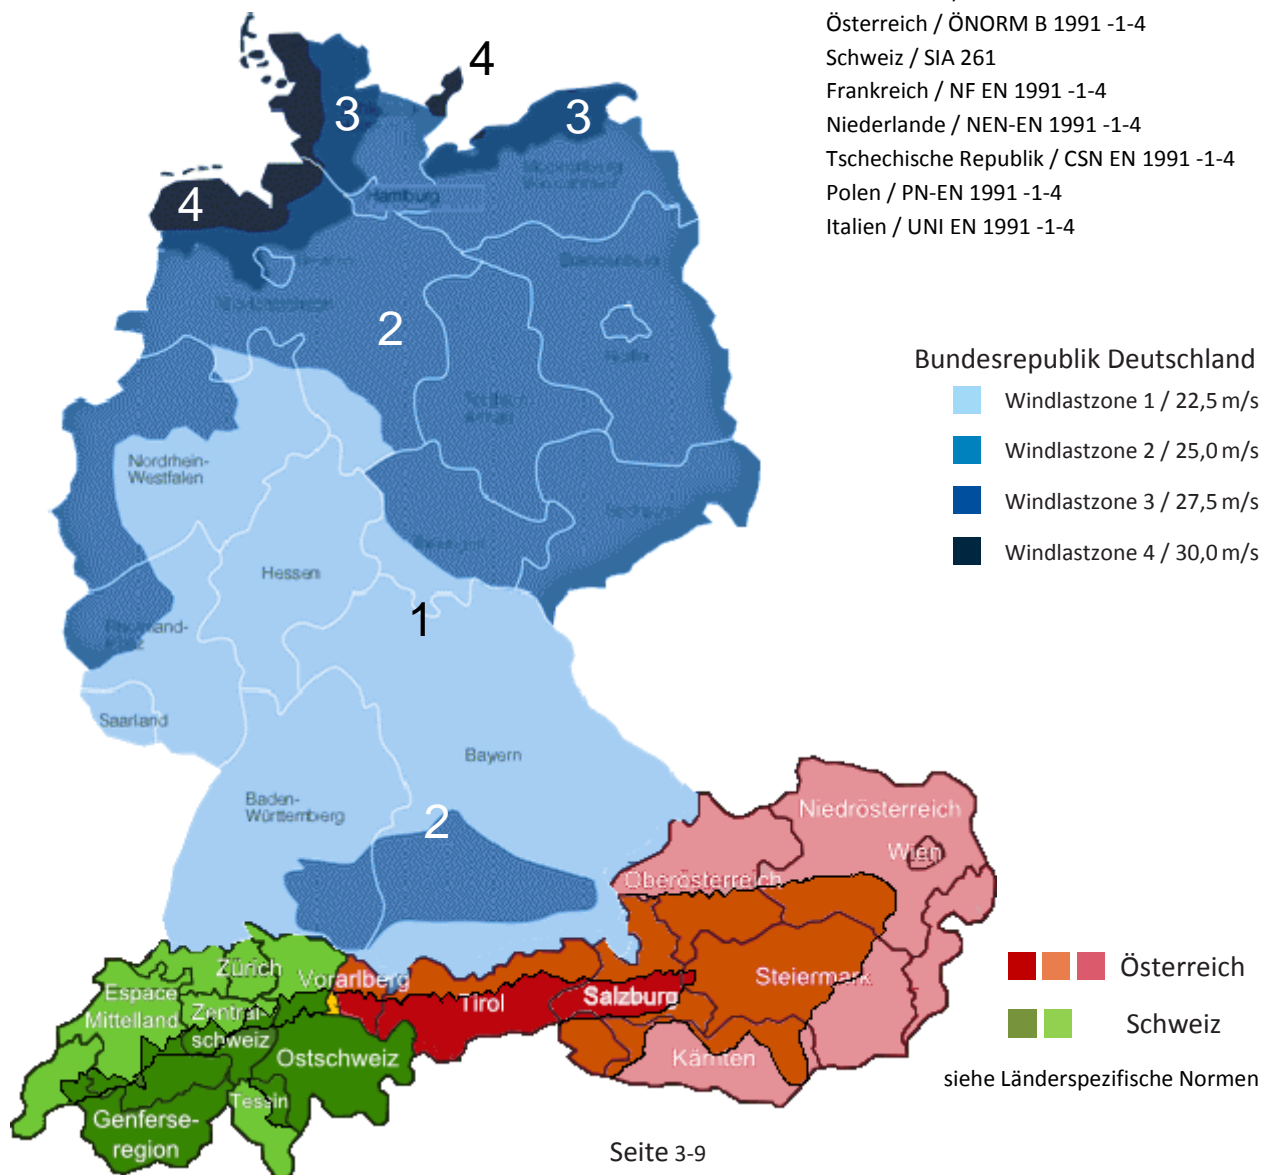 Österreich / ÖNORM B 1991 -1-4
Schweiz / SIA 261
Frankreich / NF EN 1991 -1-4
Niederlande / NEN-EN 1991 -1-4
Tschechische Republik / CSN EN 1991 -1-4
Polen / PN-EN 1991 -1-4
Italien / UNI EN 1991 -1-4
4
3
3
4
Hamburg
2
Bundesrepublik Deutschland
Windlastzone 1 / 22,5 m/s
Windlastzone 2 / 25,0 m/s
Windlastzone 3 / 27,5 m/s
Windlastzone 4 / 30,0 m/s
Nordrhein-
Westfalen
Hessen
1
Rheinland-
Pfalz
Saarland
Bayern
Baden-
Württemberg
2
Niedrösterreich
Wien
Oberösterreich
Zürich
Vorarlberg
Espace
Mittelland
Zentral-
schweiz
Tirol
Salzburg
Steiermark
Ostschweiz
Kärnten
Tessin
Genferse-
region
Österreich
Schweiz
siehe Länderspezifische Normen
Seite 3-9